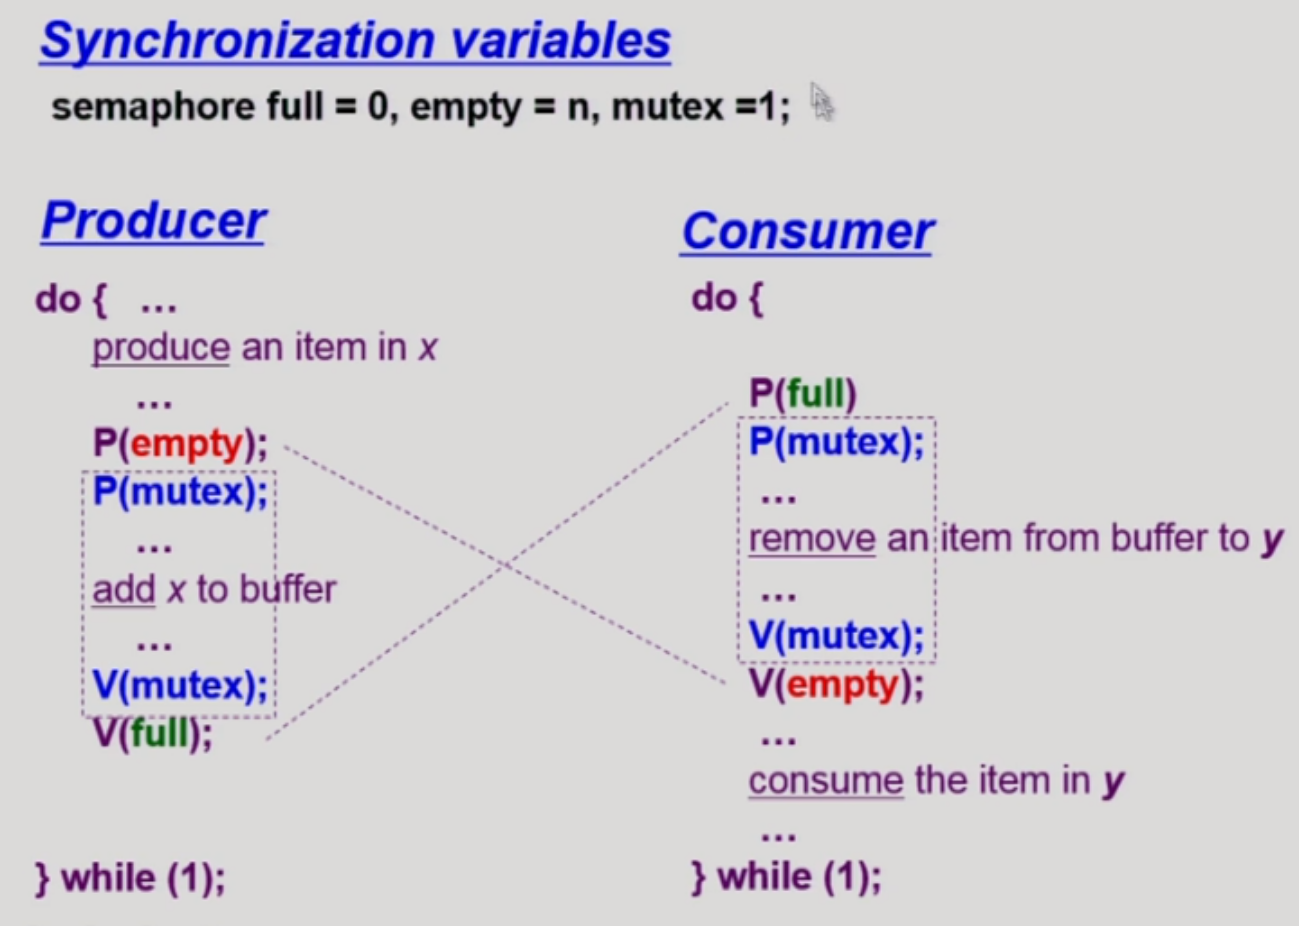 Synchronization variables
semaphore full = 0, empty = n, mutex =1;
Producer
do { ...
produce an item in x
...
P(empty);
P(mutex);
...
add x to buffer
...
V(mutex);
V(full);
} while (1);
Consumer
do {
P(full)
P(mutex);
...
remove an item from buffer to y
...
V(mutex);
V(empty);
...
consume the item in y
...
} while (1);